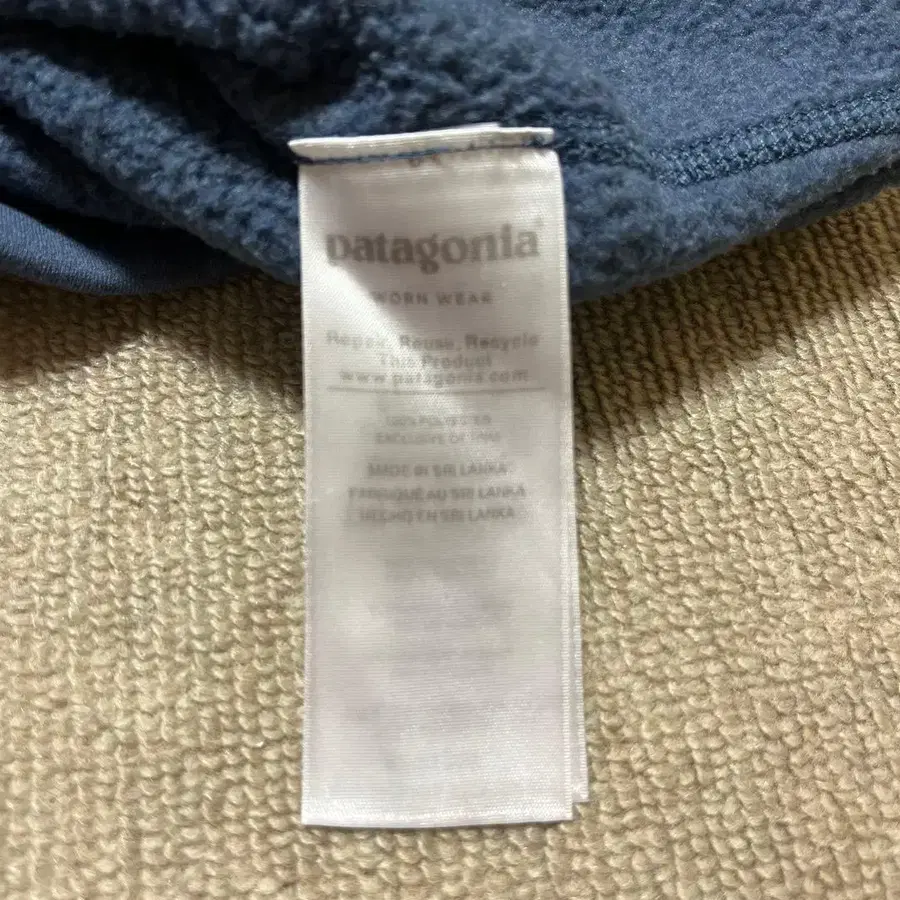 patagonia®
WORN WEAR
Repair, Reuse, Recycle
This Product
www.patagonia.com
100% POLYESTER
EXCLUSIVE OF TRIM
MADE IN SRI LANKA
FABRIQUÉ AU SRI LANKA
HECHO EN SRI LANKA